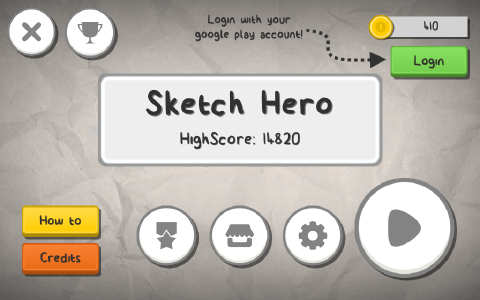 Login with your
google play account!
410
Login
Sketch Hero
HighScore: 14820
How to
Credits